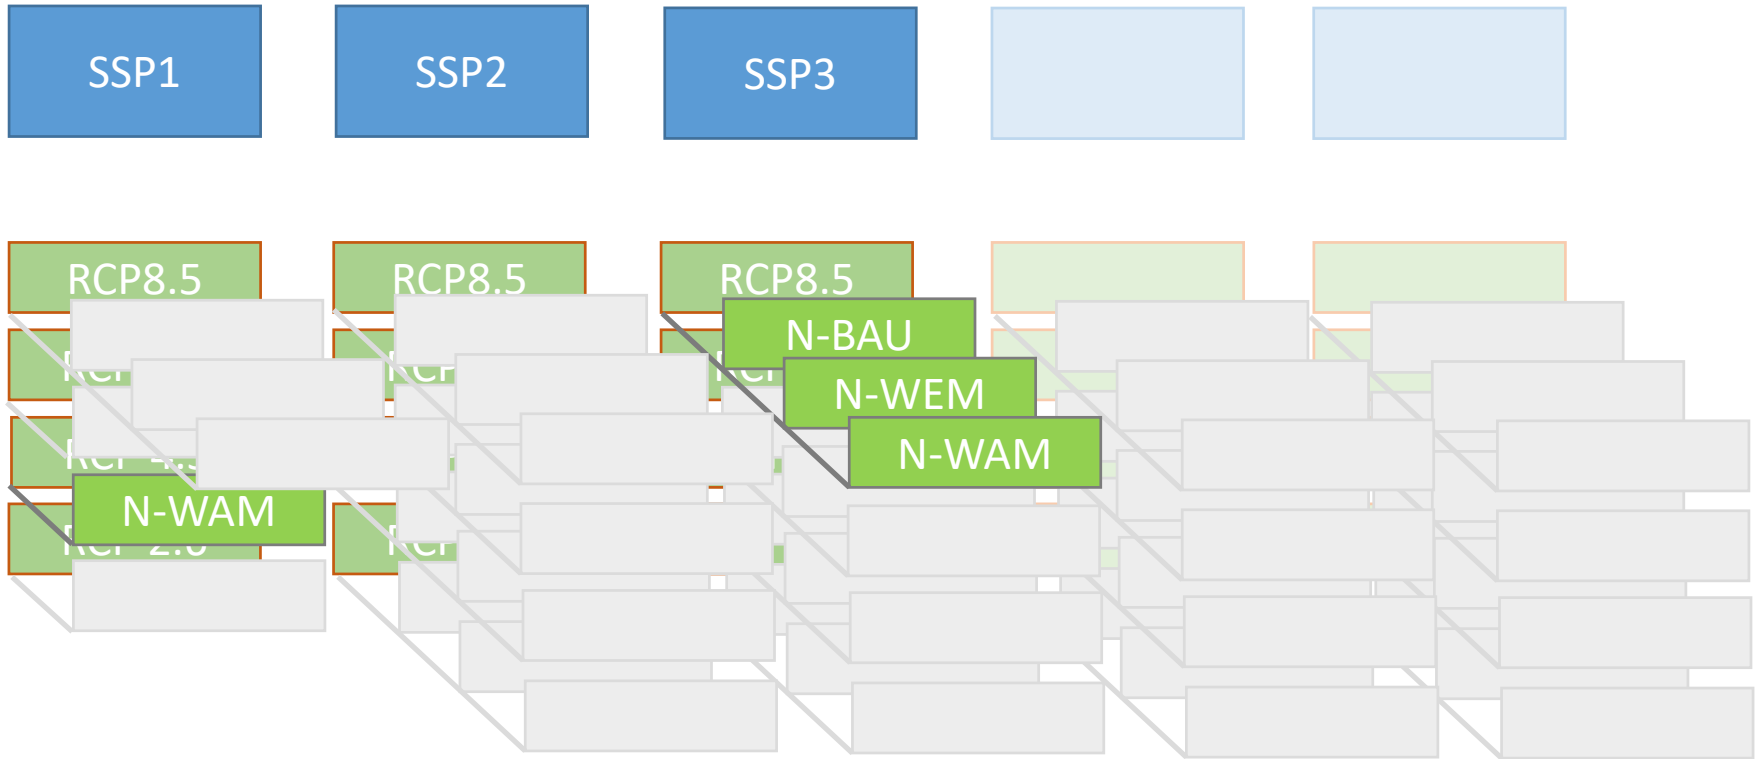 SSP1
SSP2
SSP3
RCP8.5
RCP8.5
RCP8.5
N-BAU
N-WEM
N-WAM
N-WAM